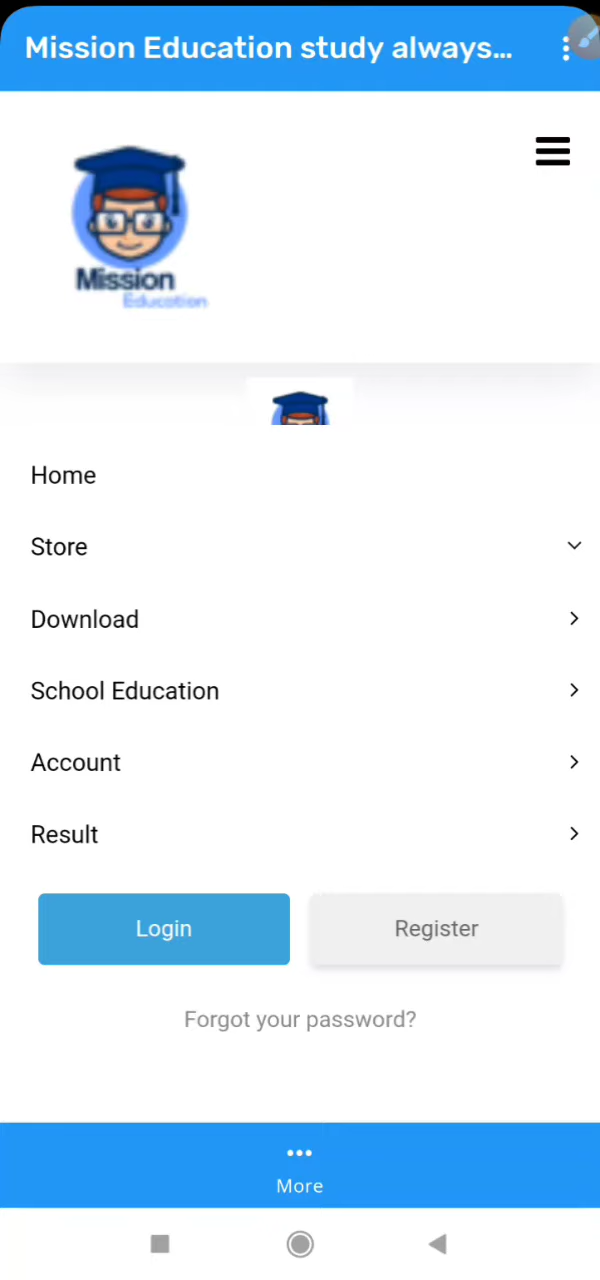 Mission Education study always...
Mission
Education
Home
Store
Download
School Education
Account
Result
Login
Register
Forgot your password?
More